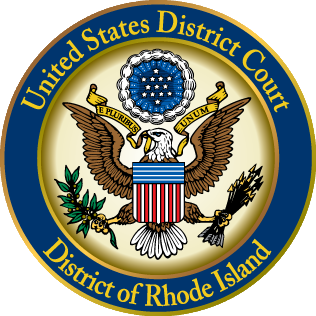 United States District Court
E PLURIBUS
UNUM
District of Rhode Island